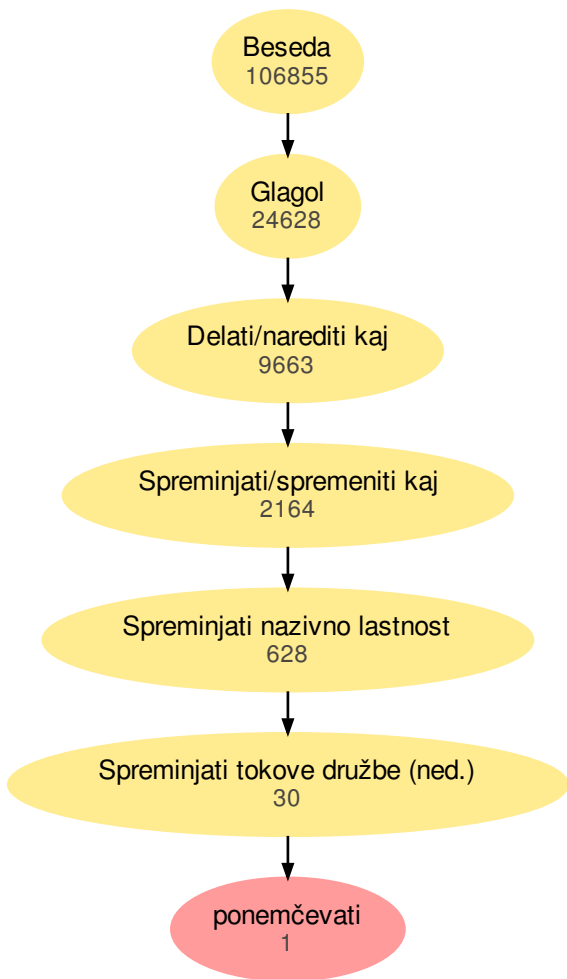 Beseda
106855
Glagol
24628
Delati/narediti kaj
9663
Spreminjati/spremeniti kaj
2164
Spreminjati nazivno lastnost
628
Spreminjati tokove družbe (ned.)
30
ponemčevati
1